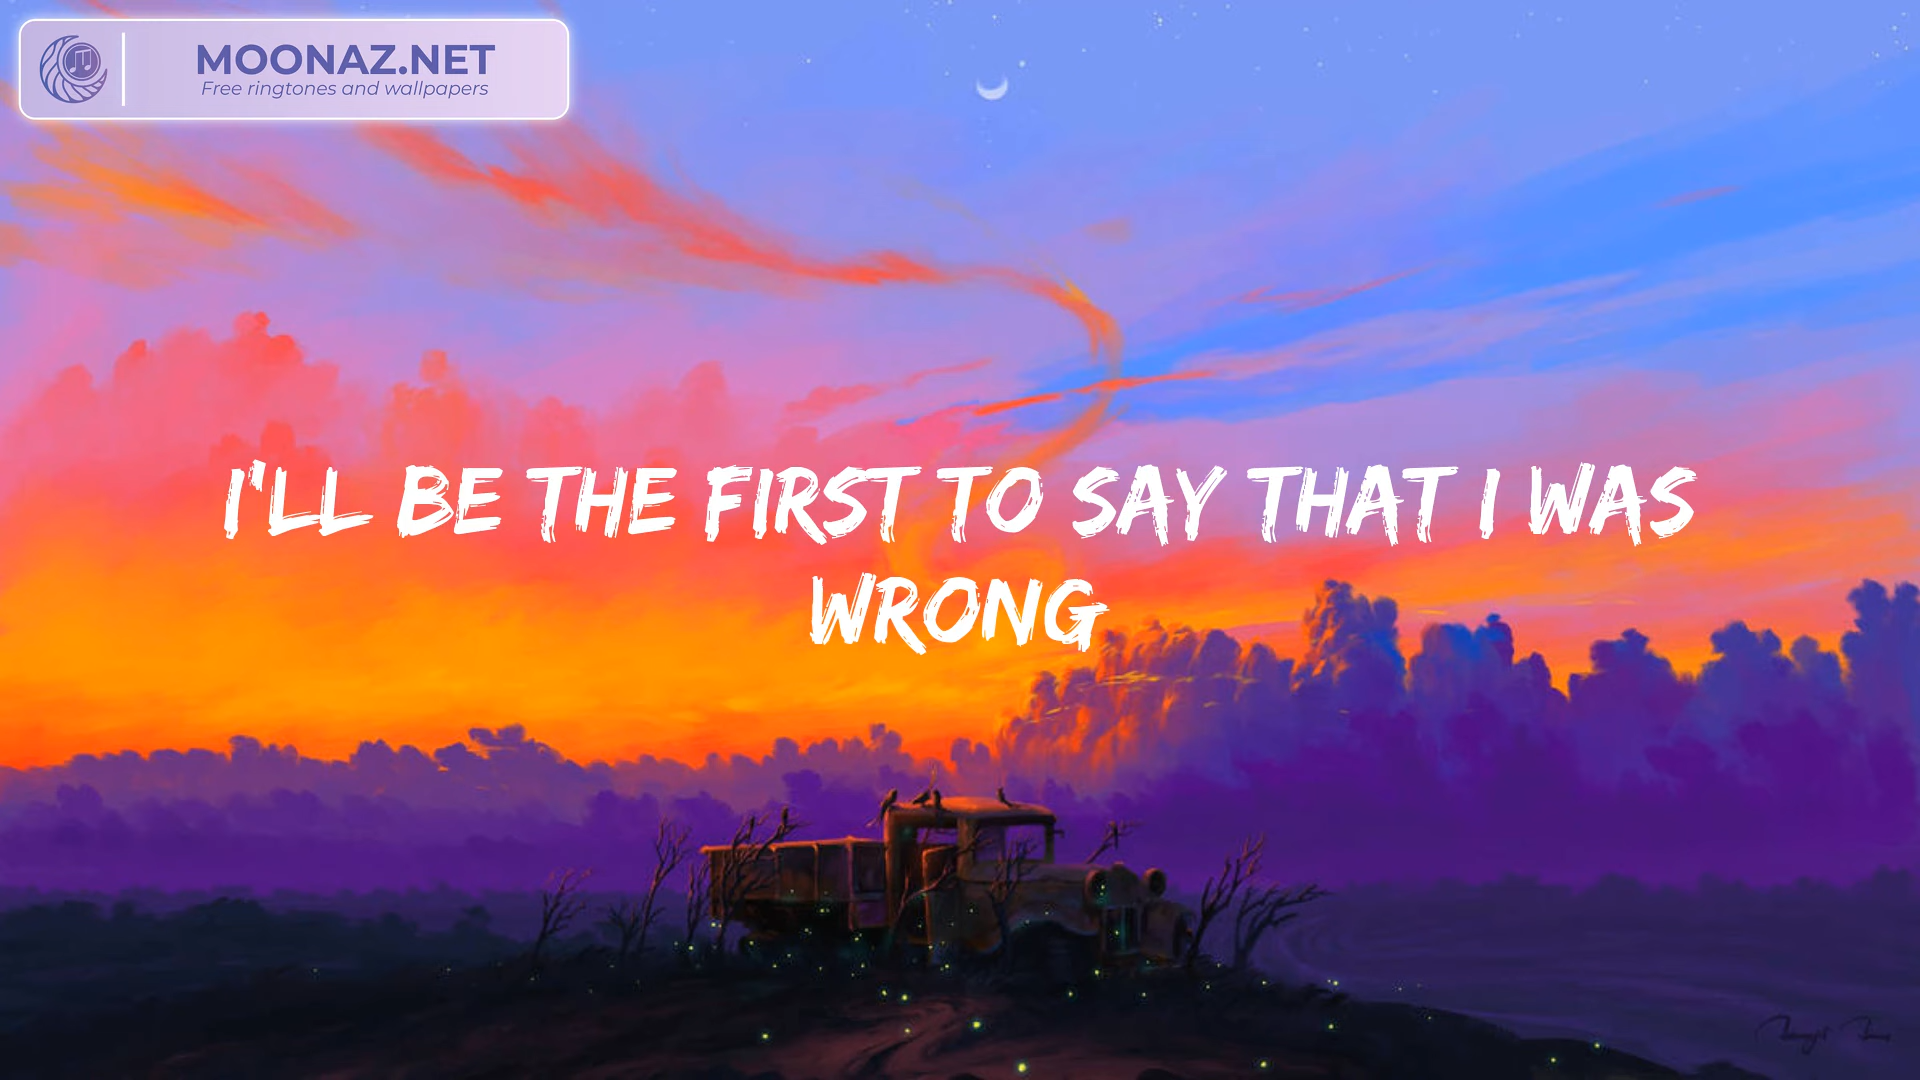 MOONAZ.NET
Free ringtones and wallpapers
I'LL BE THE FIRST TO SAY THAT I WAS
WRONG